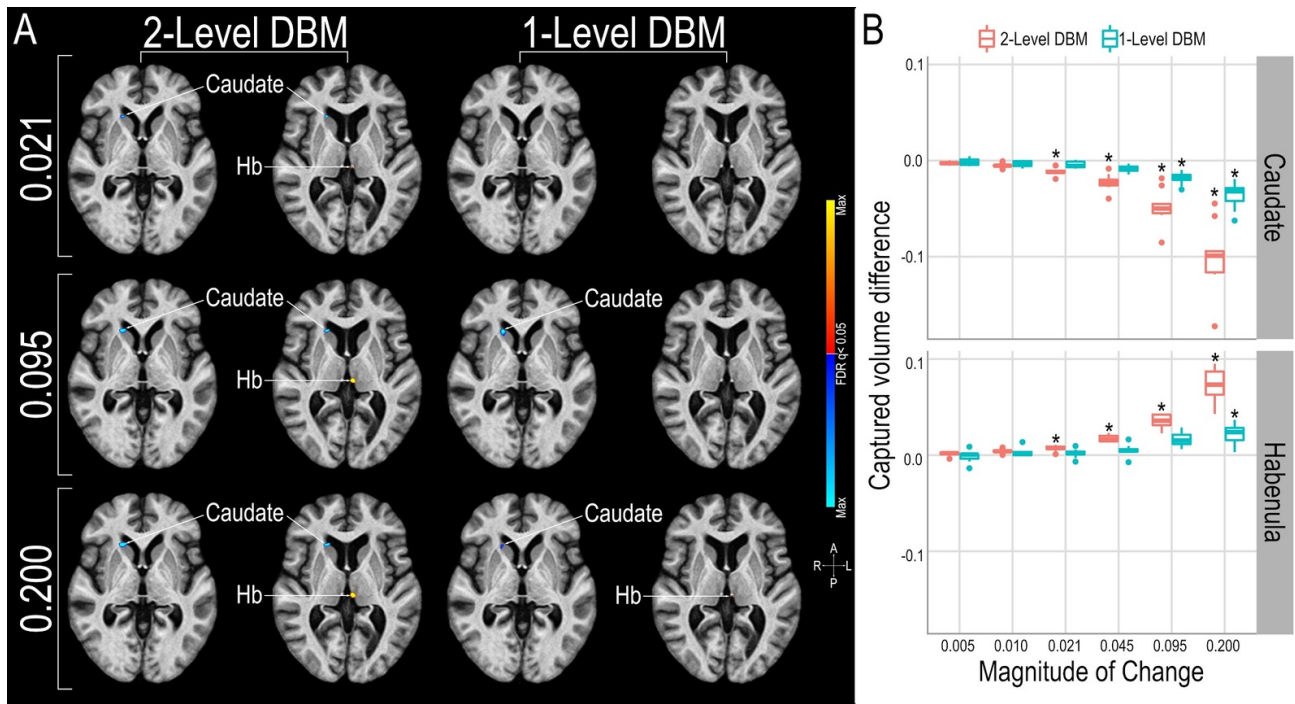 A
2-Level DBM
1-Level DBM
0.021
Caudate
Hb
0.095
Caudate
Caudate
Hb
0.200
Caudate
Caudate
Hb
Hb
Max
FDR q< 0.05
Max
A
R L
P
B
2-Level DBM 1-Level DBM
Captured volume difference
0.1
0.0
-0.1
* * * * * * *
Caudate
0.1
0.0
-0.1
* * * * *
Habenula
0.005 0.010 0.021 0.045 0.095 0.200
Magnitude of Change